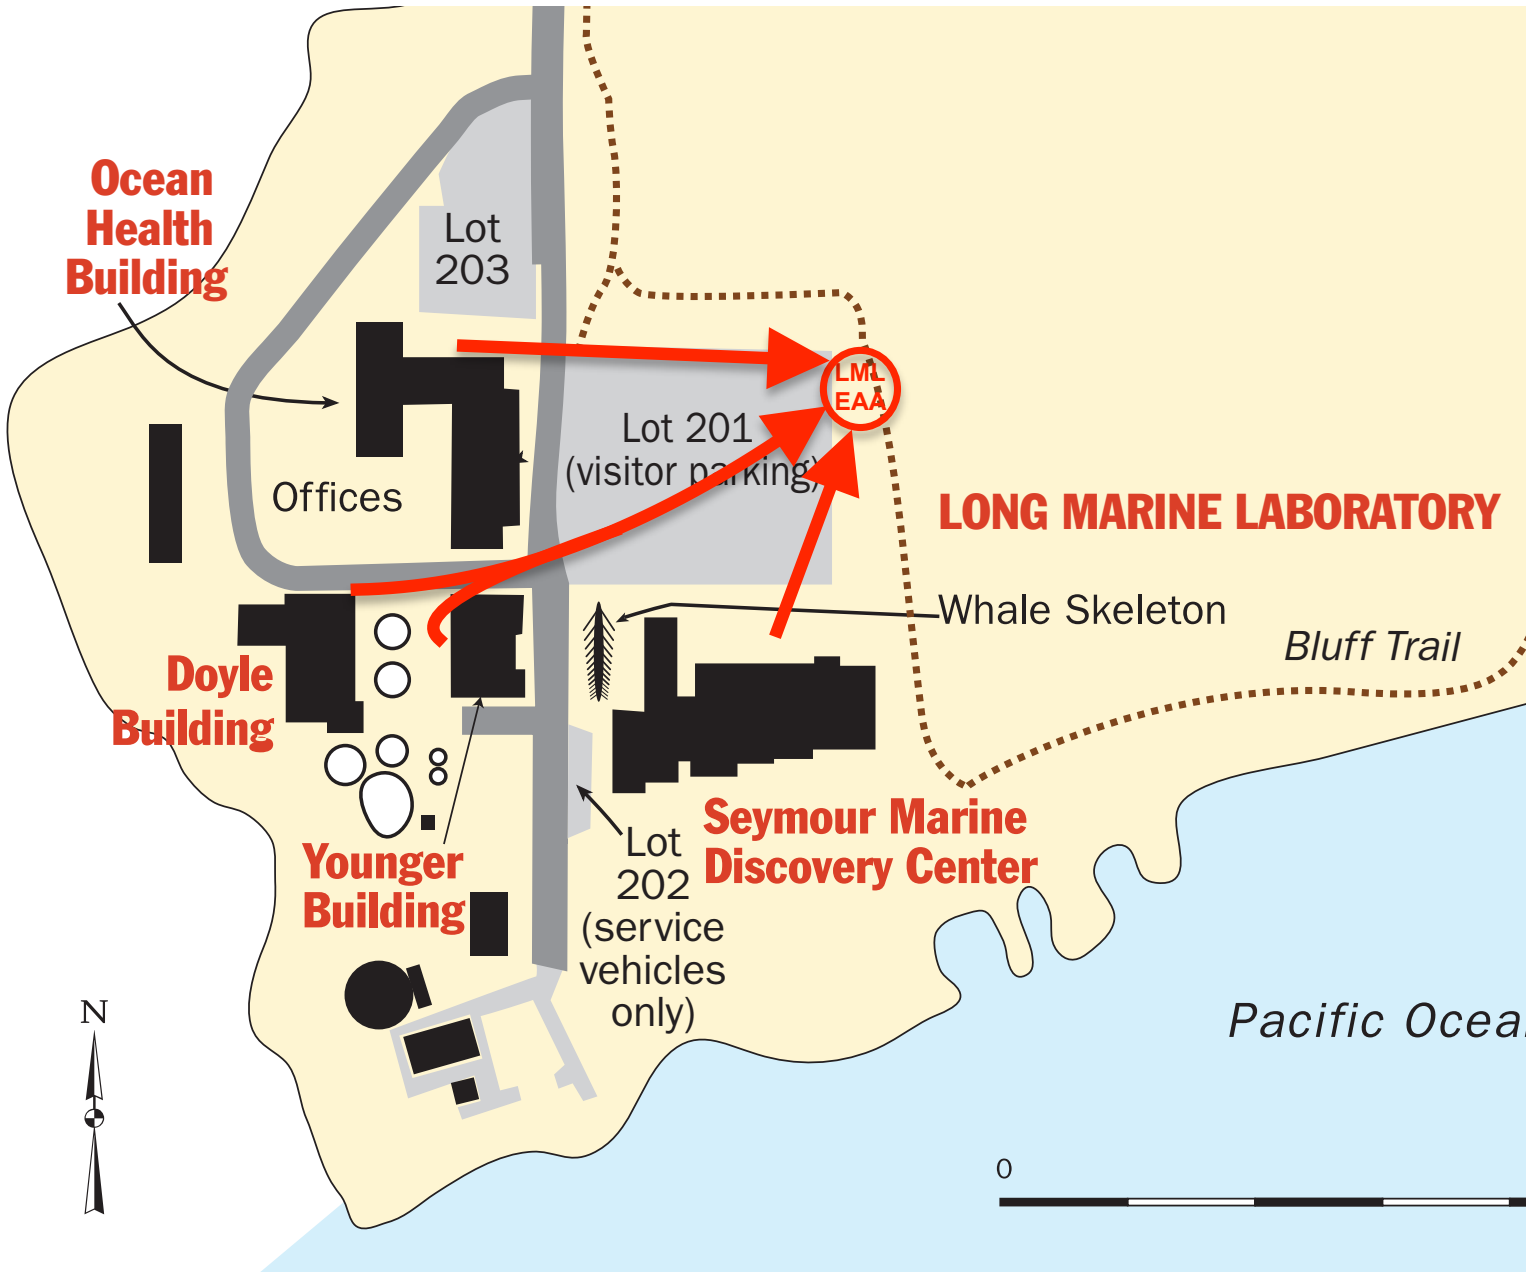 Ocean
Health
Building
Lot
203
LML
EAA
Lot 201
(visitor parking)
Offices
LONG MARINE LABORATORY
Whale Skeleton
Bluff Trail
Doyle
Building
Seymour Marine
Discovery Center
Younger
Building
Lot
202
(service
vehicles
only)
N
Pacific Ocea
0